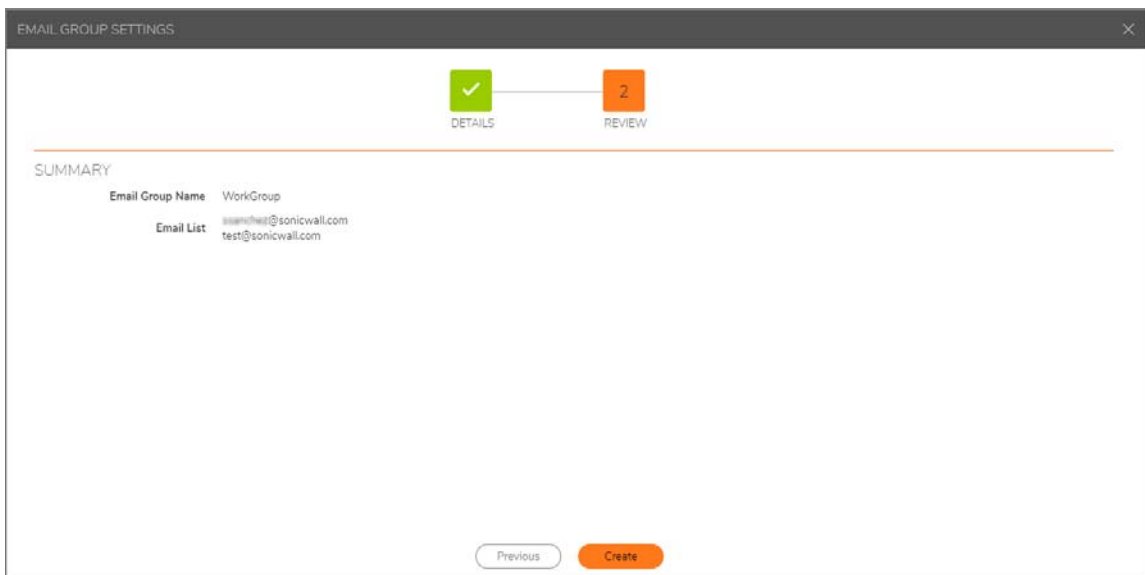 EMAIL GROUP SETTINGS
2
DETAILS
REVIEW
SUMMARY
Email Group Name WorkGroup
Email List @sonicwall.com
test@sonicwall.com
Previous
Create